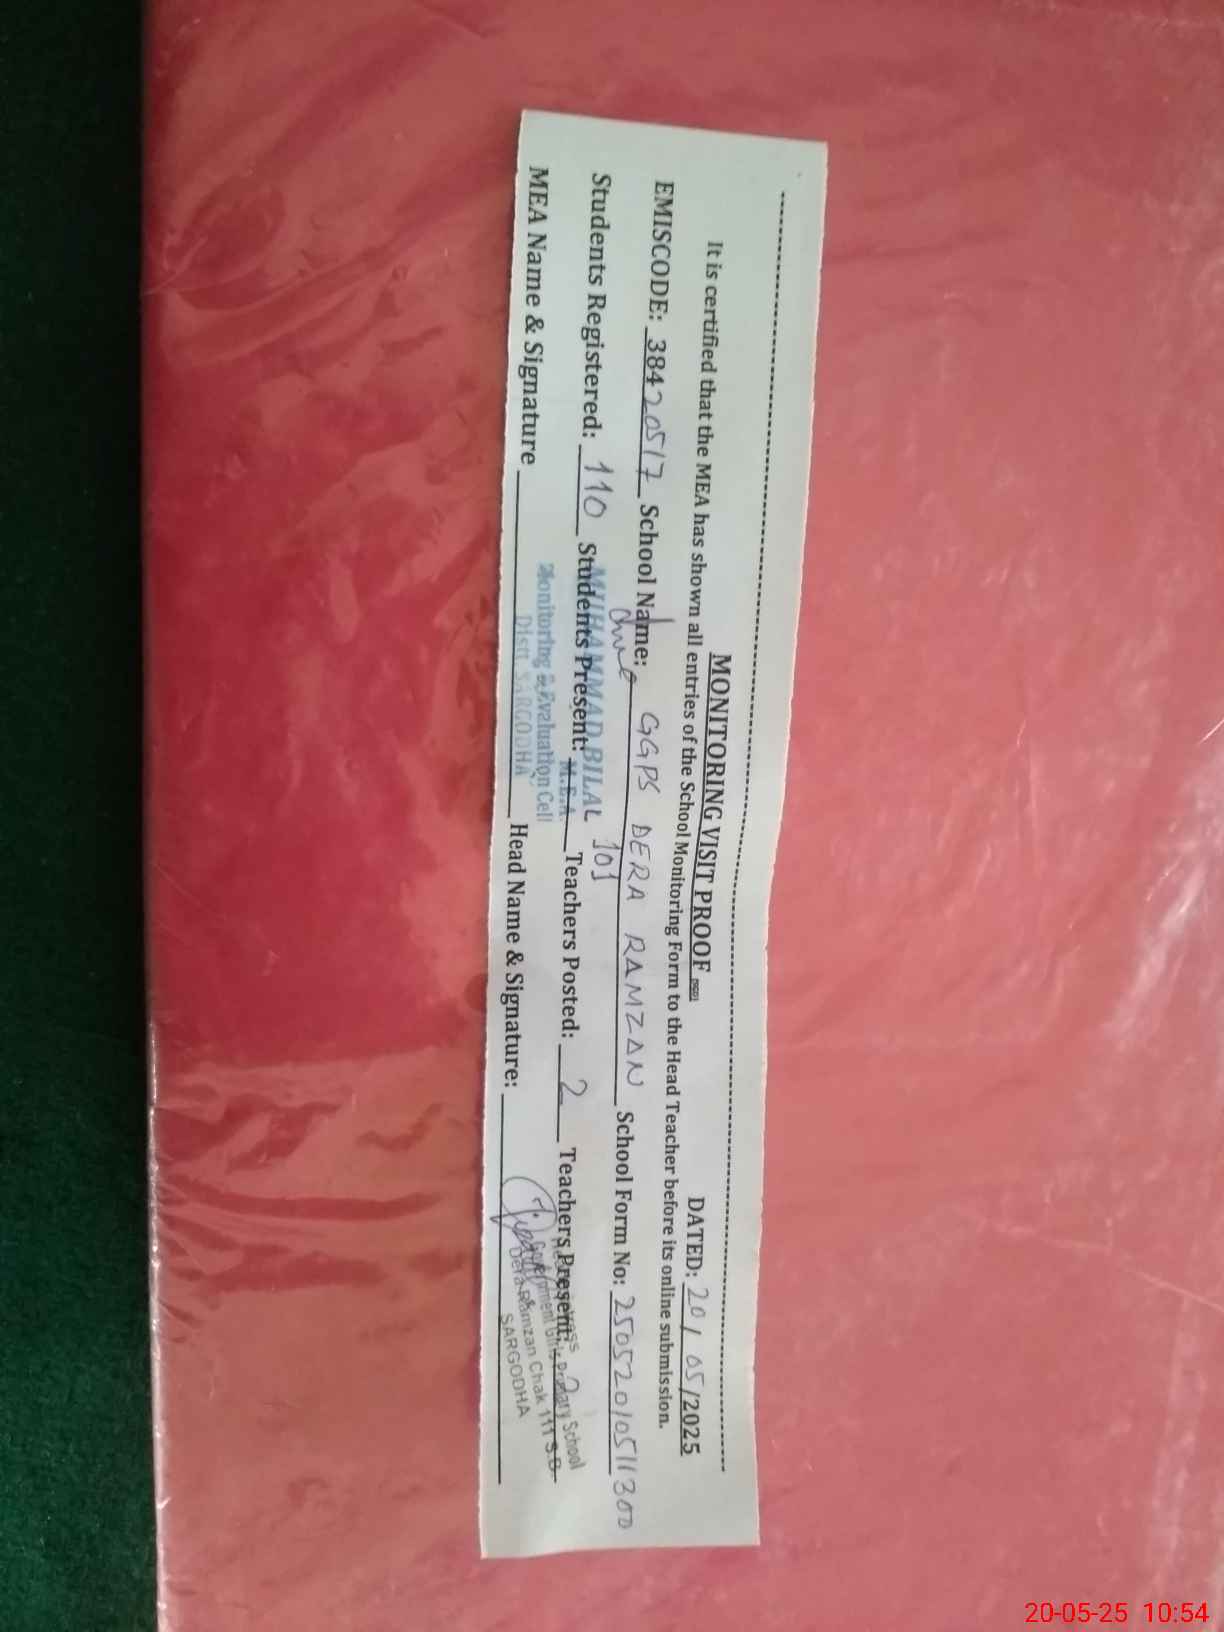 MONITORING VISIT PROOF
DATED: 20/05/2025
It is certified that the MEA has shown all entries of the School Monitoring Form to the Head Teacher before its online submission.
EMISCODE: 38420517 School Name: GGPS DERA RAMZAN School Form No: 25052010511300
Students Registered: 110 Students Present: 101 Teachers Posted: 2 Teachers Present: 2
MEA Name & Signature Head Name & Signature:
MUHAMMAD BILAL
M.E.A.
Monitoring & Evaluation Cell
Distt. SARGODHA
Government Girls Primary School
Dera Ramzan Chak 111 S.B.
SARGODHA
20-05-25 10:54